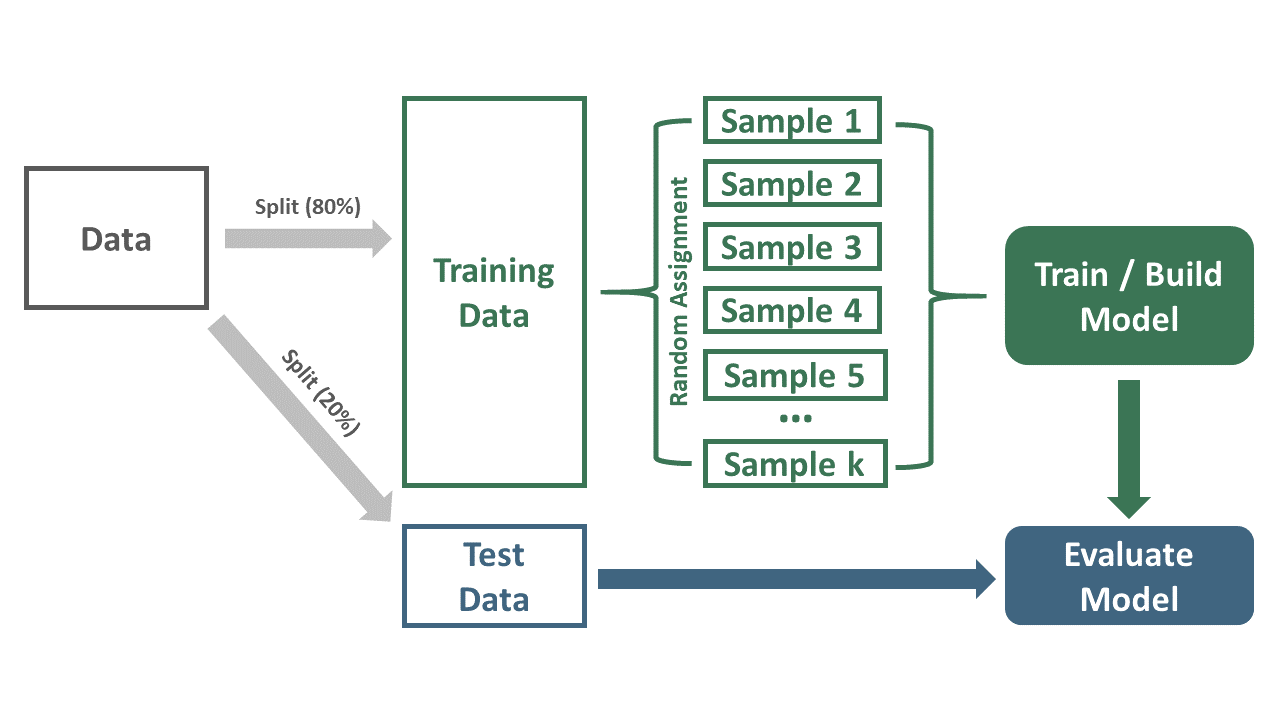 Data
Split (80%)
Split (20%)
Training
Data
Random Assignment
Sample 1
Sample 2
Sample 3
Sample 4
Sample 5
...
Sample k
Train / Build
Model
Test
Data
Evaluate
Model